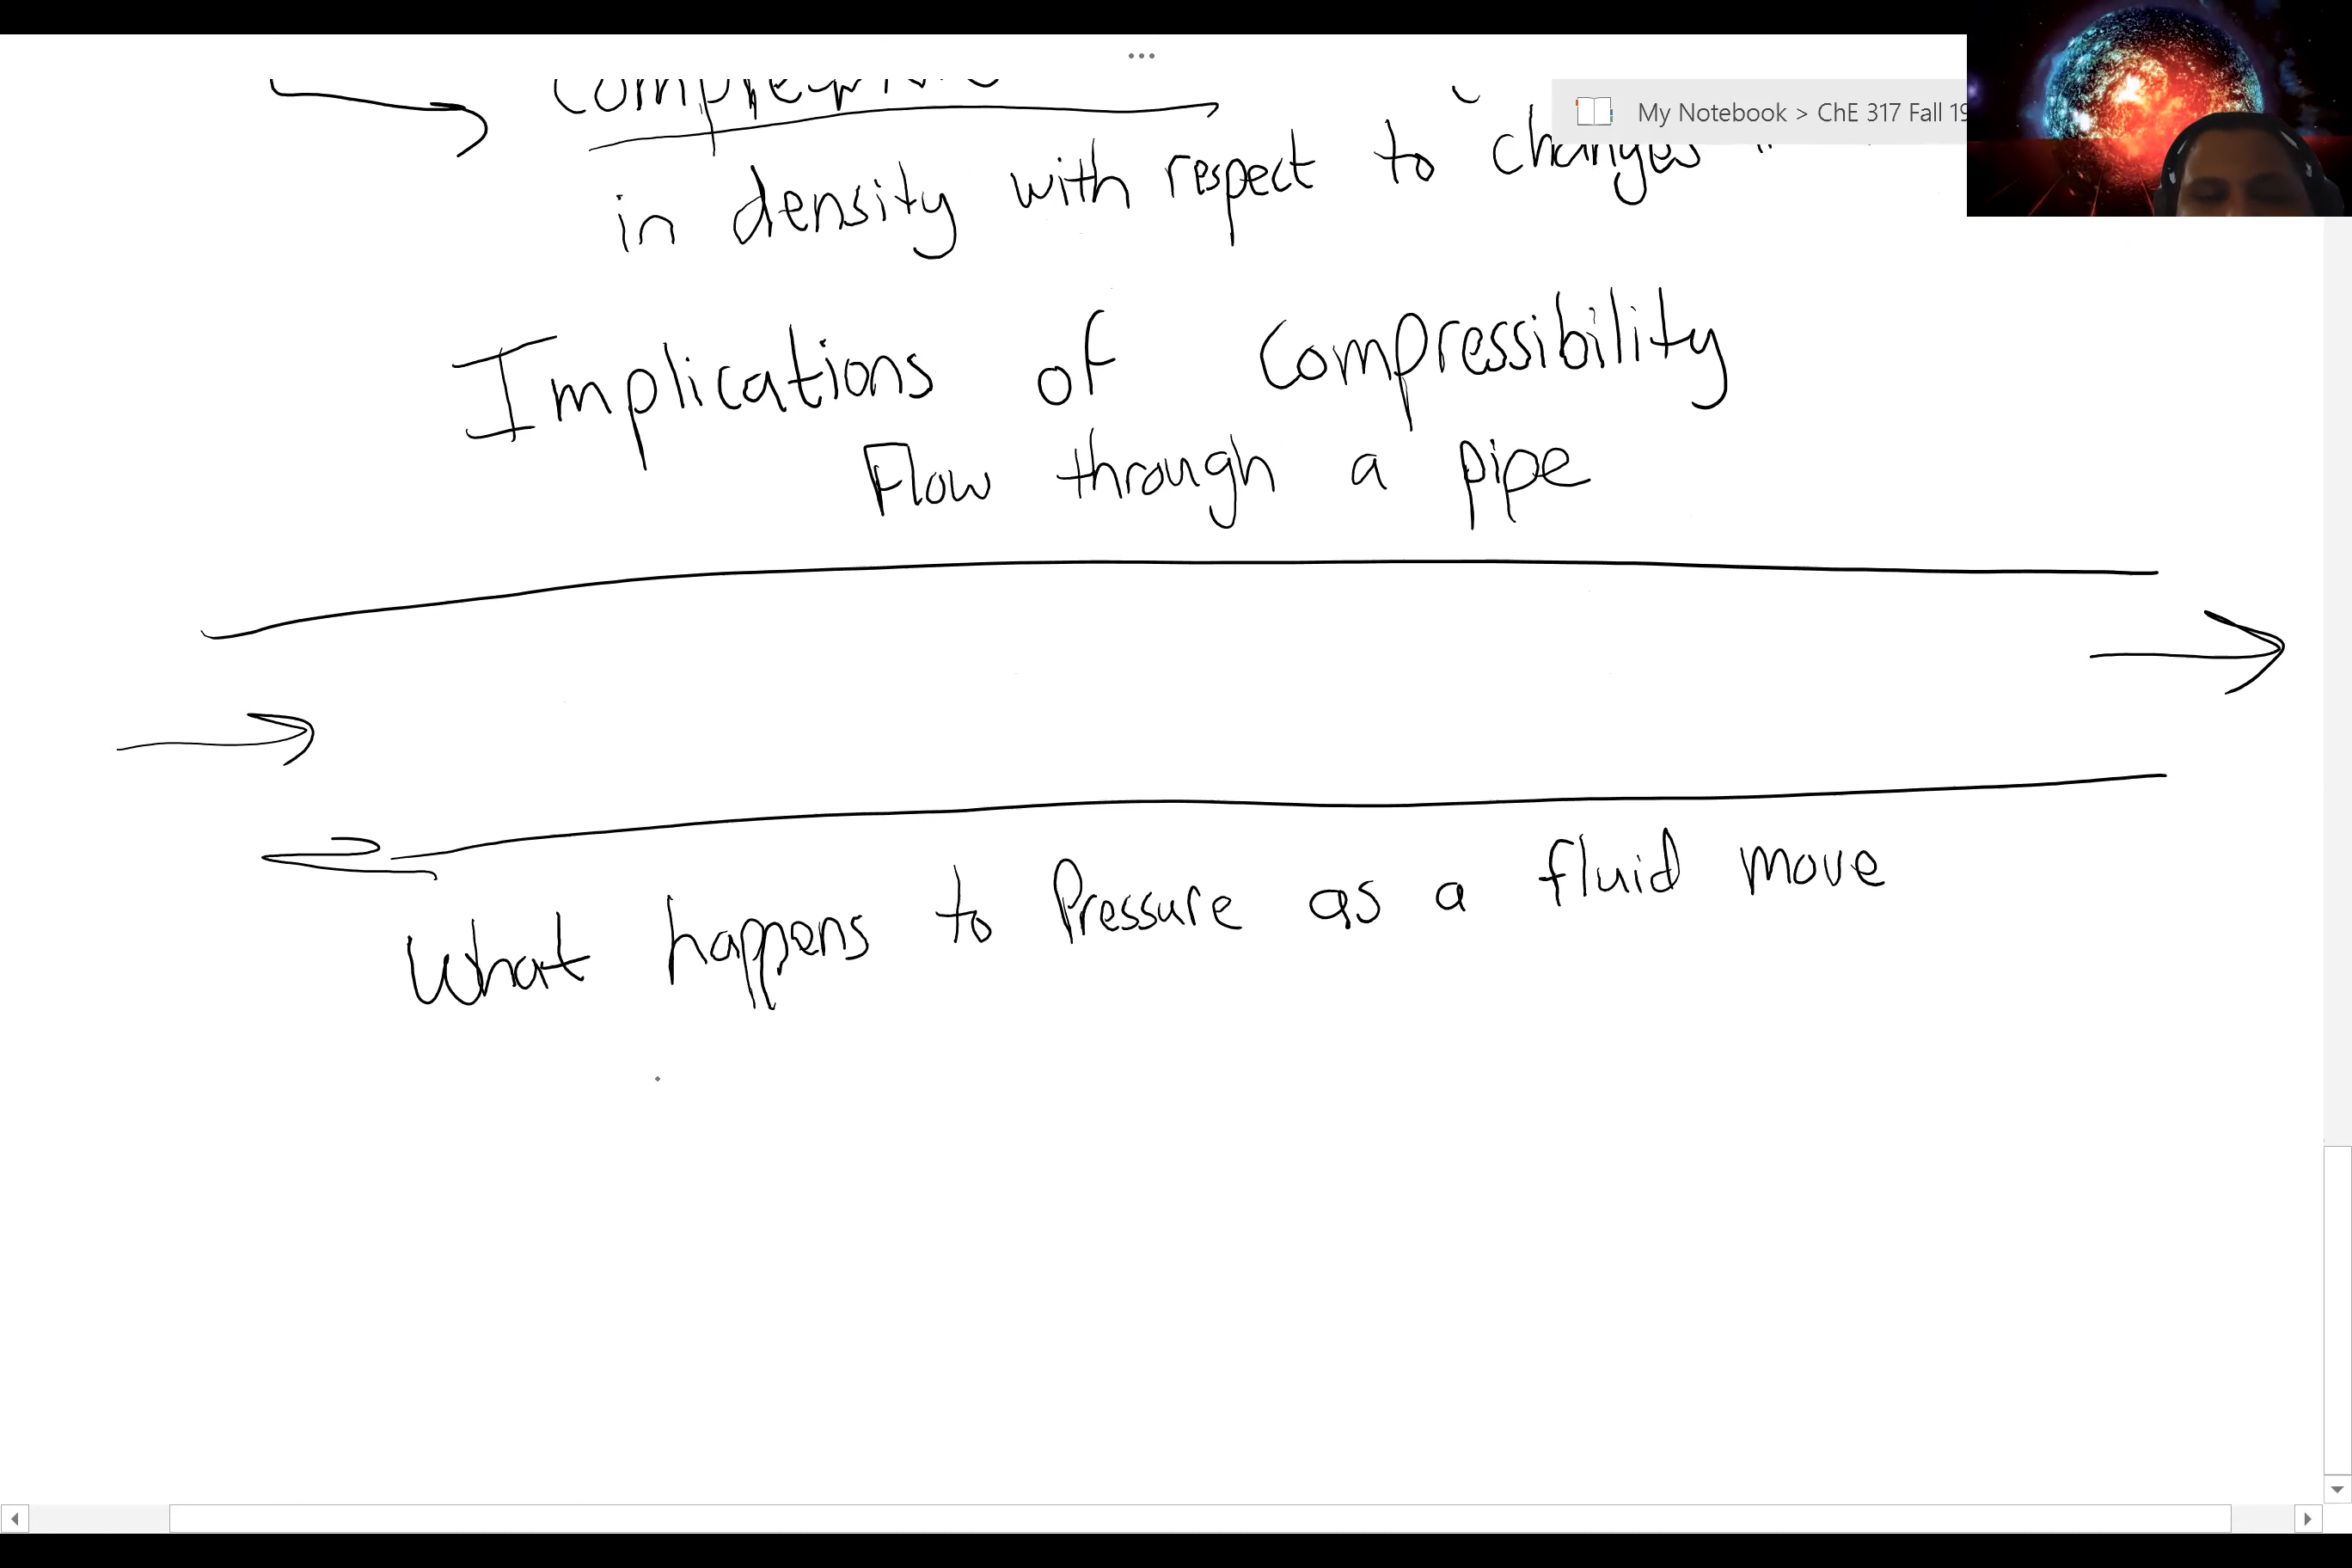 My Notebook > ChE 317 Fall 19
in density with respect to changes
Implications of Compressibility
Flow through a pipe
What happens to Pressure as a fluid move